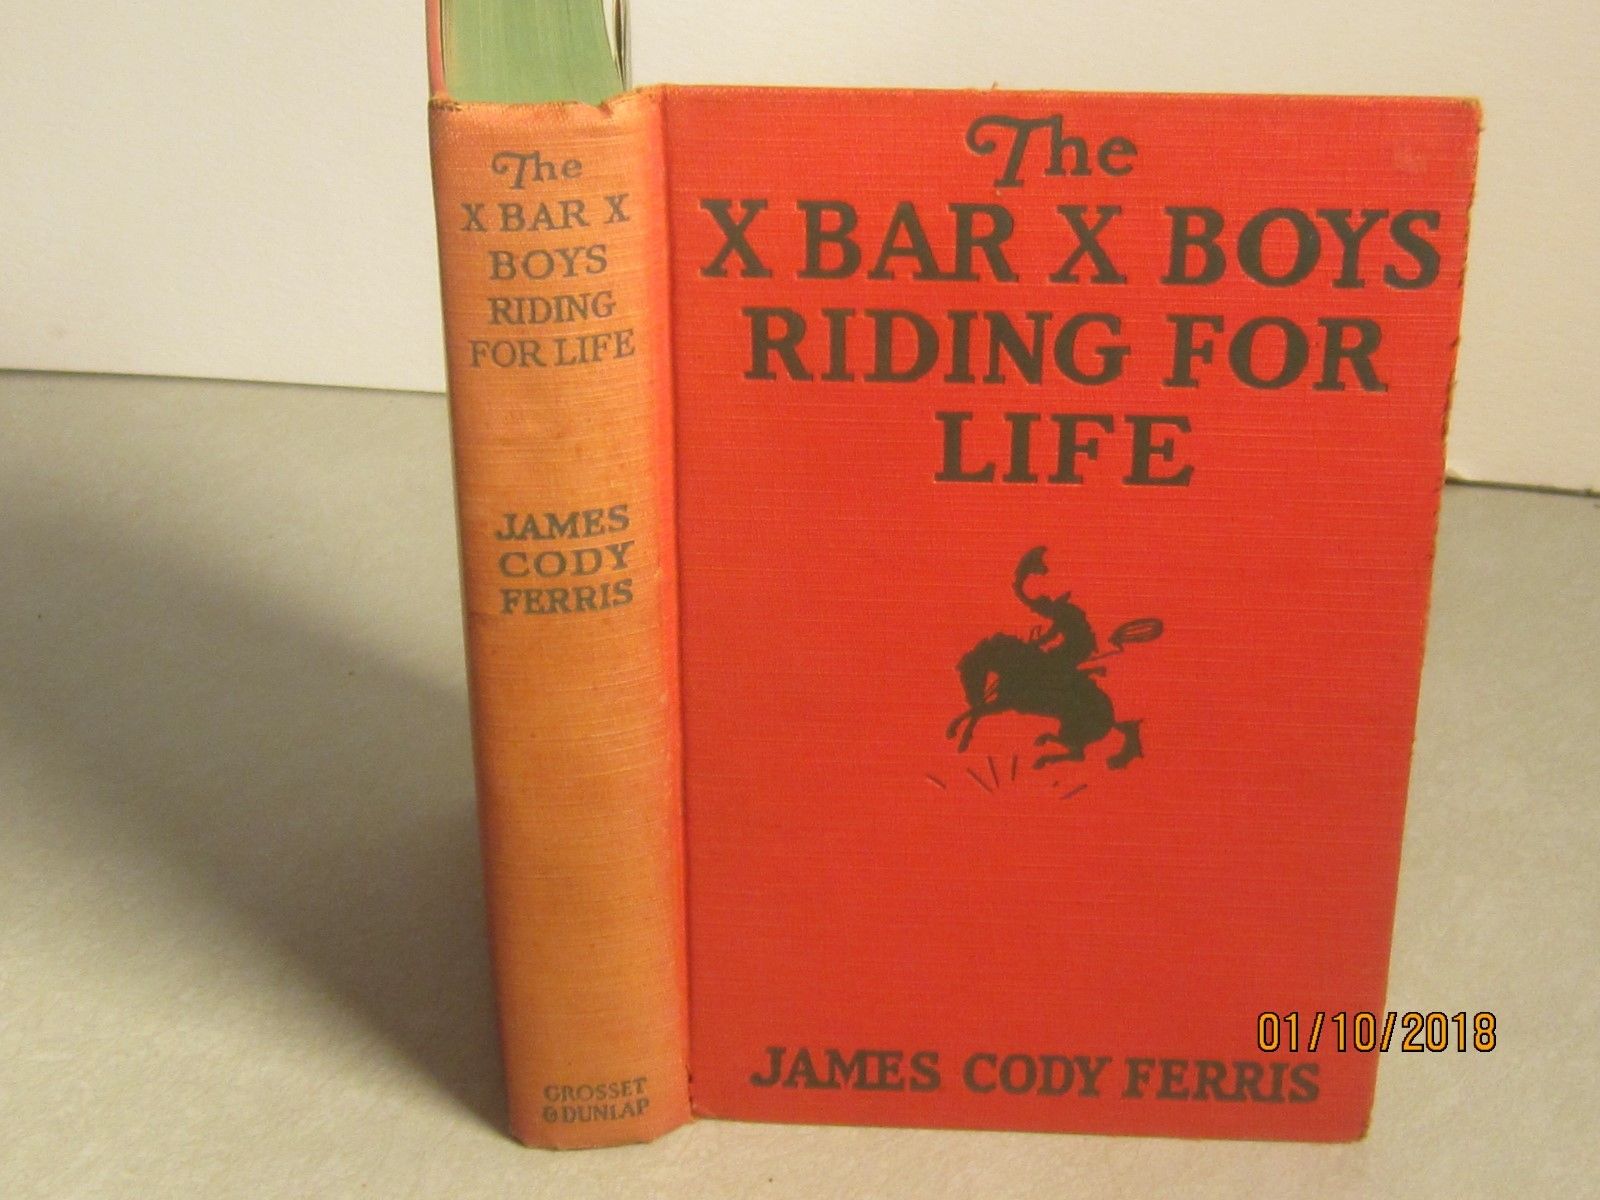 The
X BAR X
BOYS
RIDING
FOR LIFE
JAMES
CODY
FERRIS
GROSSET
& DUNLAP
The
X BAR X BOYS
RIDING FOR
LIFE
JAMES CODY FERRIS
01/10/2018